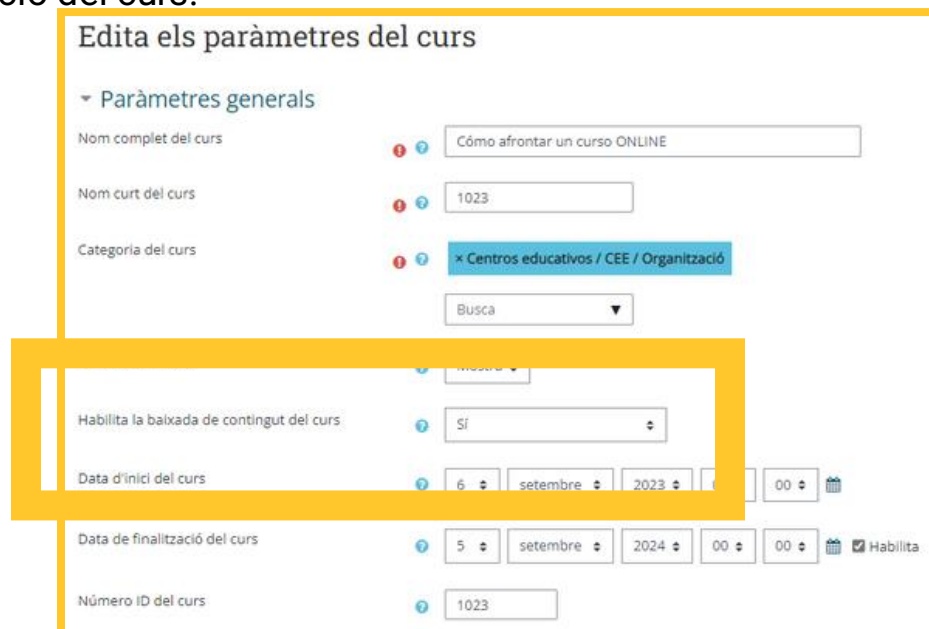 Edita els paràmetres del curs
Paràmetres generals
Nom complet del curs Cómo afrontar un curso ONLINE
Nom curt del curs 1023
Categoria del curs × Centros educativos / CEE / Organització
Busca
Habilita la baixada de contingut del curs Sí
Data d'inici del curs 6 setembre 2023 00
Data de finalització del curs 5 setembre 2024 00 00 Habilita
Número ID del curs 1023